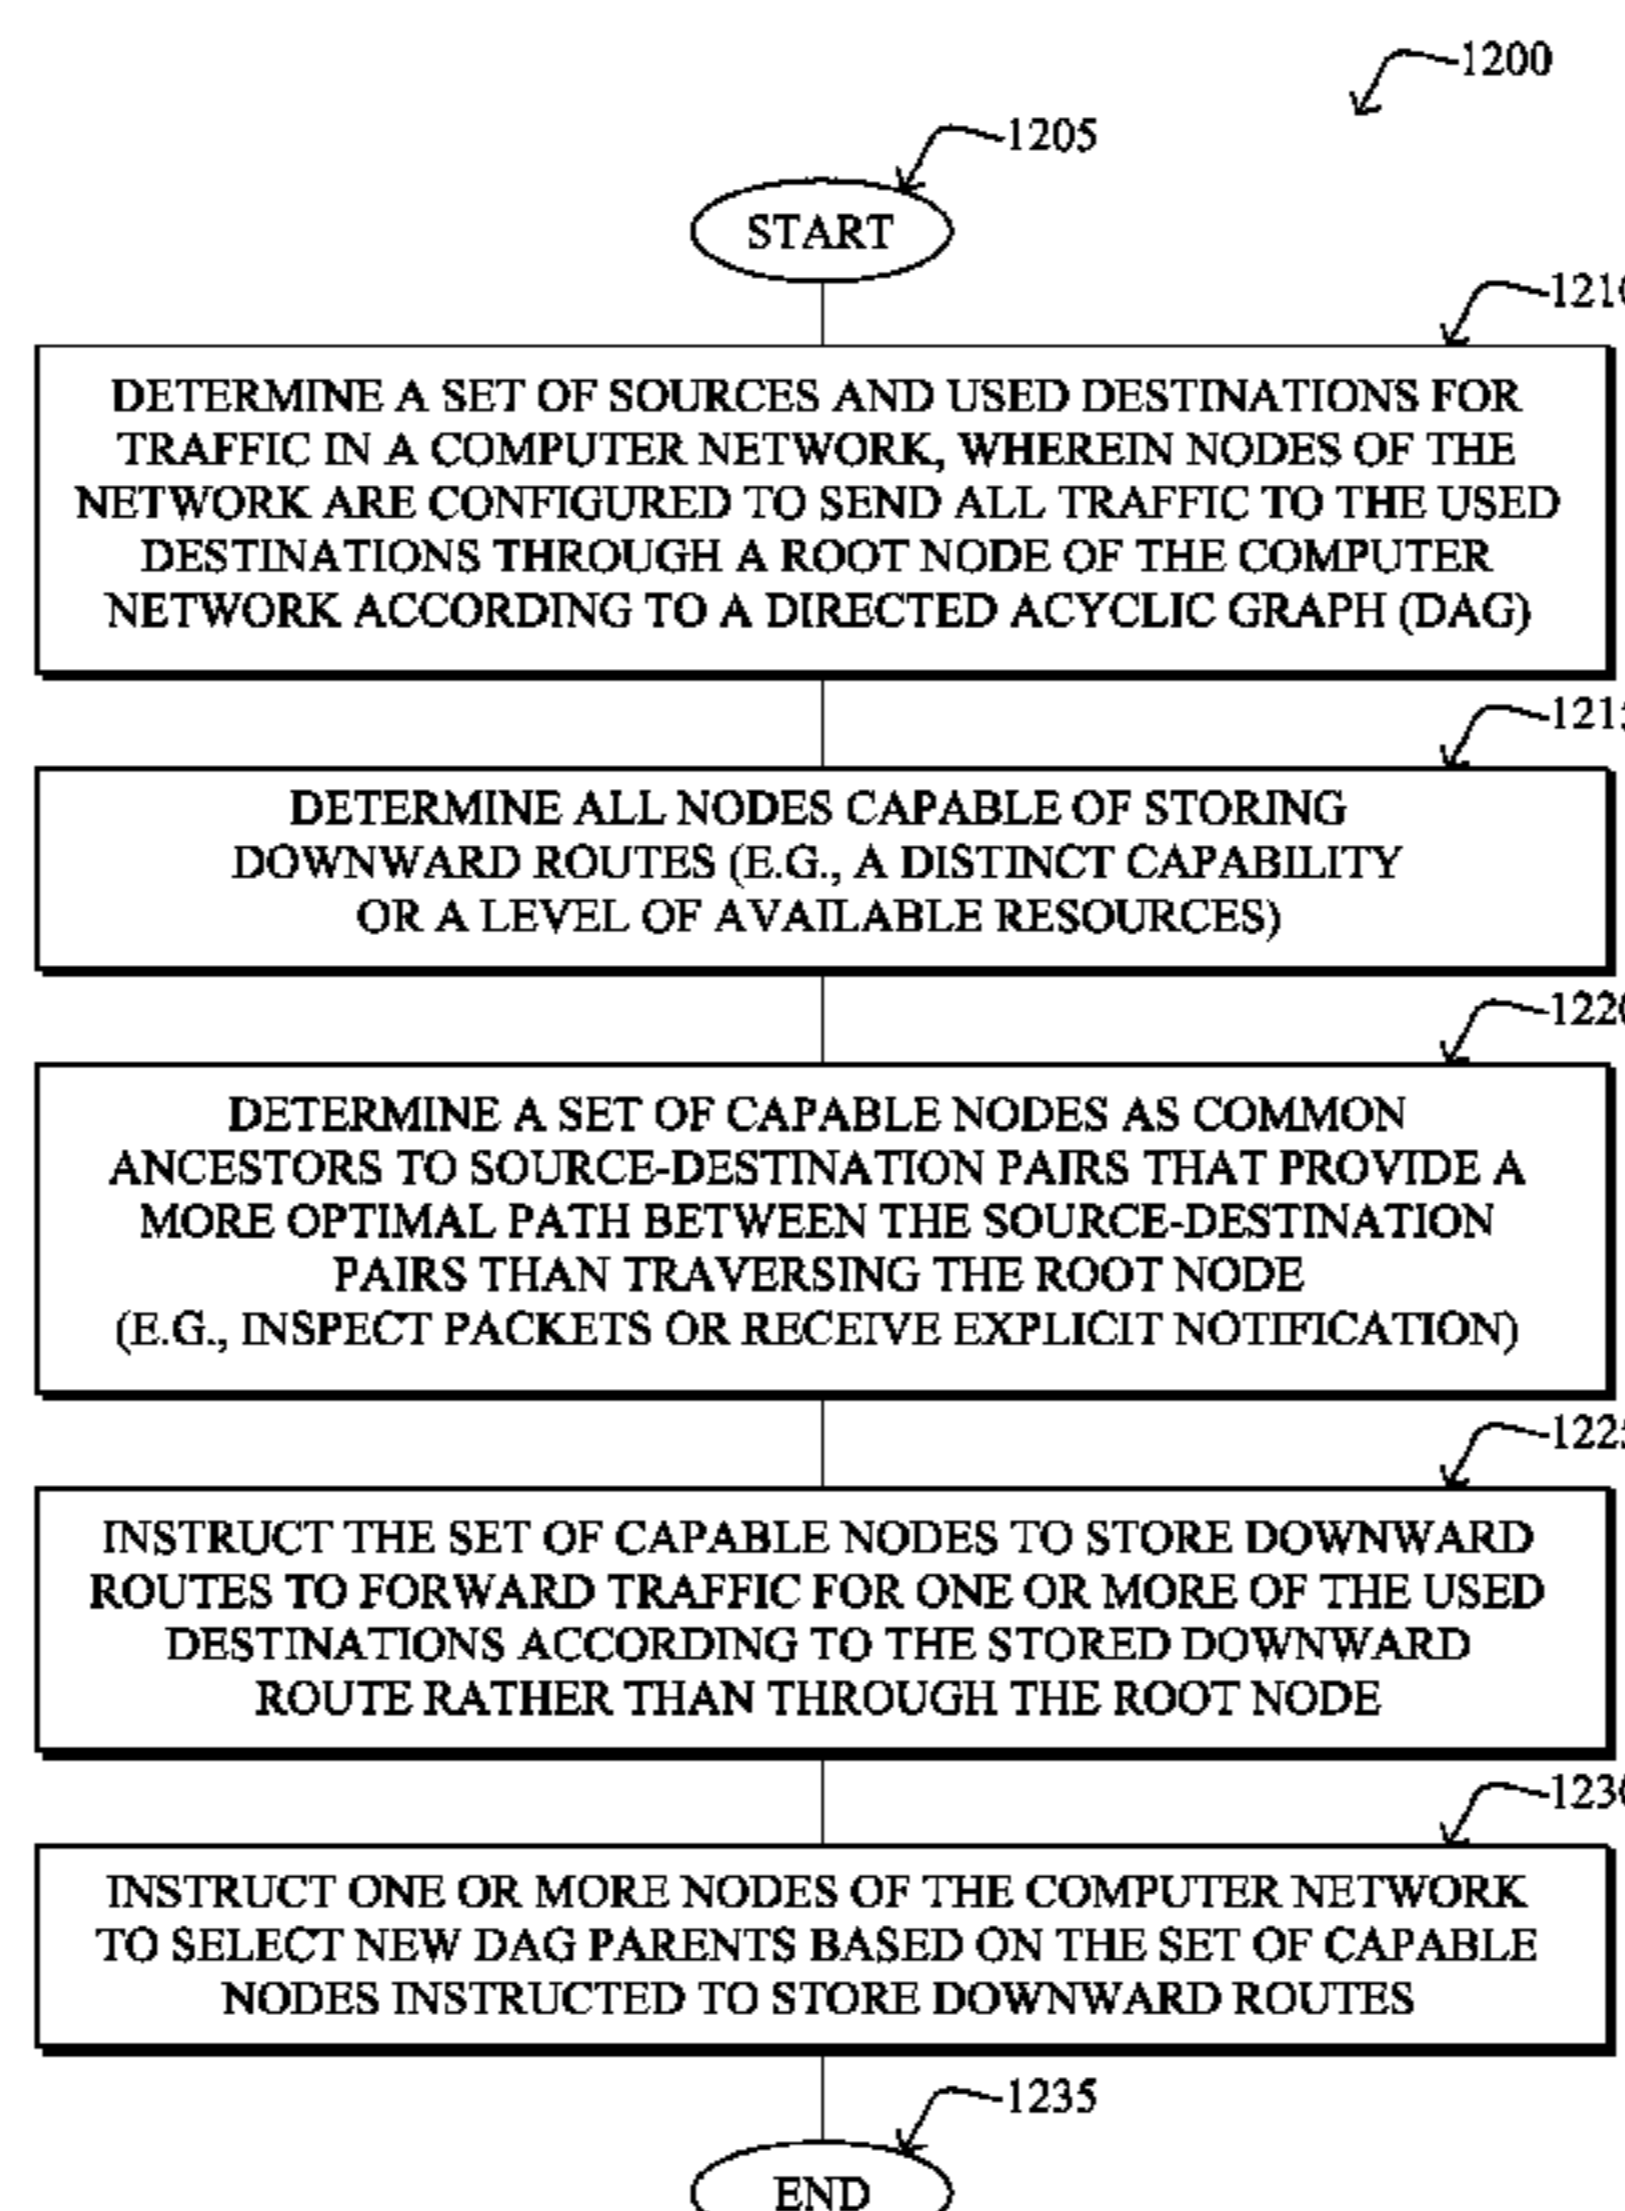 1200
1205
START
1210
DETERMINE A SET OF SOURCES AND USED DESTINATIONS FOR
TRAFFIC IN A COMPUTER NETWORK, WHEREIN NODES OF THE
NETWORK ARE CONFIGURED TO SEND ALL TRAFFIC TO THE USED
DESTINATIONS THROUGH A ROOT NODE OF THE COMPUTER
NETWORK ACCORDING TO A DIRECTED ACYCLIC GRAPH (DAG)
1215
DETERMINE ALL NODES CAPABLE OF STORING
DOWNWARD ROUTES (E.G., A DISTINCT CAPABILITY
OR A LEVEL OF AVAILABLE RESOURCES)
1220
DETERMINE A SET OF CAPABLE NODES AS COMMON
ANCESTORS TO SOURCE-DESTINATION PAIRS THAT PROVIDE A
MORE OPTIMAL PATH BETWEEN THE SOURCE-DESTINATION
PAIRS THAN TRAVERSING THE ROOT NODE
(E.G., INSPECT PACKETS OR RECEIVE EXPLICIT NOTIFICATION)
1225
INSTRUCT THE SET OF CAPABLE NODES TO STORE DOWNWARD
ROUTES TO FORWARD TRAFFIC FOR ONE OR MORE OF THE USED
DESTINATIONS ACCORDING TO THE STORED DOWNWARD
ROUTE RATHER THAN THROUGH THE ROOT NODE
1230
INSTRUCT ONE OR MORE NODES OF THE COMPUTER NETWORK
TO SELECT NEW DAG PARENTS BASED ON THE SET OF CAPABLE
NODES INSTRUCTED TO STORE DOWNWARD ROUTES
1235
END